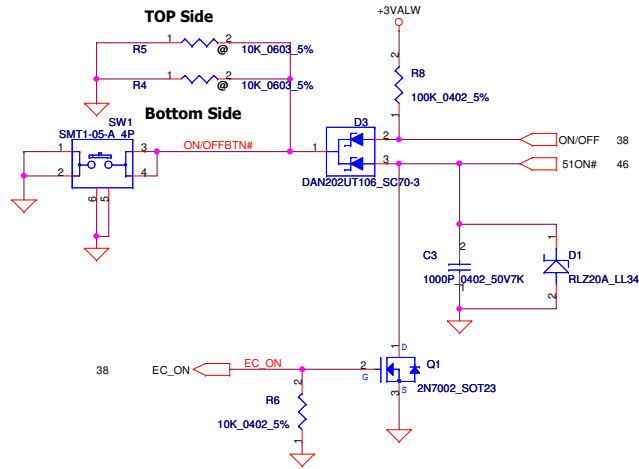 TOP Side
+3VALW
R5
1
2
@
10K_0603_5%
R4
1
2
@
10K_0603_5%
2
R8
100K_0402_5%
1
Bottom Side
SW1
SMT1-05-A_4P
1
3
2
4
6
5
ON/OFFBTN#
D3
1
2
3
DAN202UT106_SC70-3
ON/OFF 38
51ON# 46
2
C3
1
1000P_0402_50V7K
1
D1
2
RLZ20A_LL34
38 EC_ON
EC_ON
2
G
1
D
Q1
S
3
2N7002_SOT23
2
R6
10K_0402_5%
1